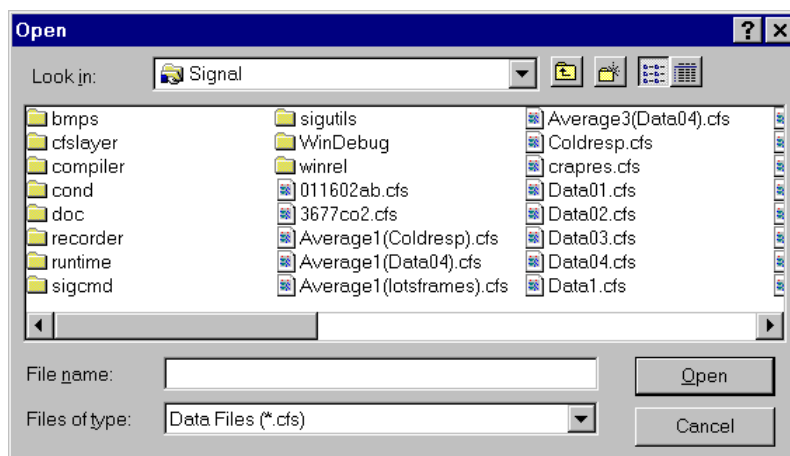 Open
Look in: Signal
bmps
cfslayer
compiler
cond
doc
recorder
runtime
sigcmd
sigutils
WinDebug
winrel
011602ab.cfs
3677co2.cfs
Average1(Coldresp).cfs
Average1(Data04).cfs
Average1(lotsframes).cfs
Average3(Data04).cfs
Coldresp.cfs
crapres.cfs
Data01.cfs
Data02.cfs
Data03.cfs
Data04.cfs
Data1.cfs
File name:
Open
Files of type: Data Files (*.cfs)
Cancel